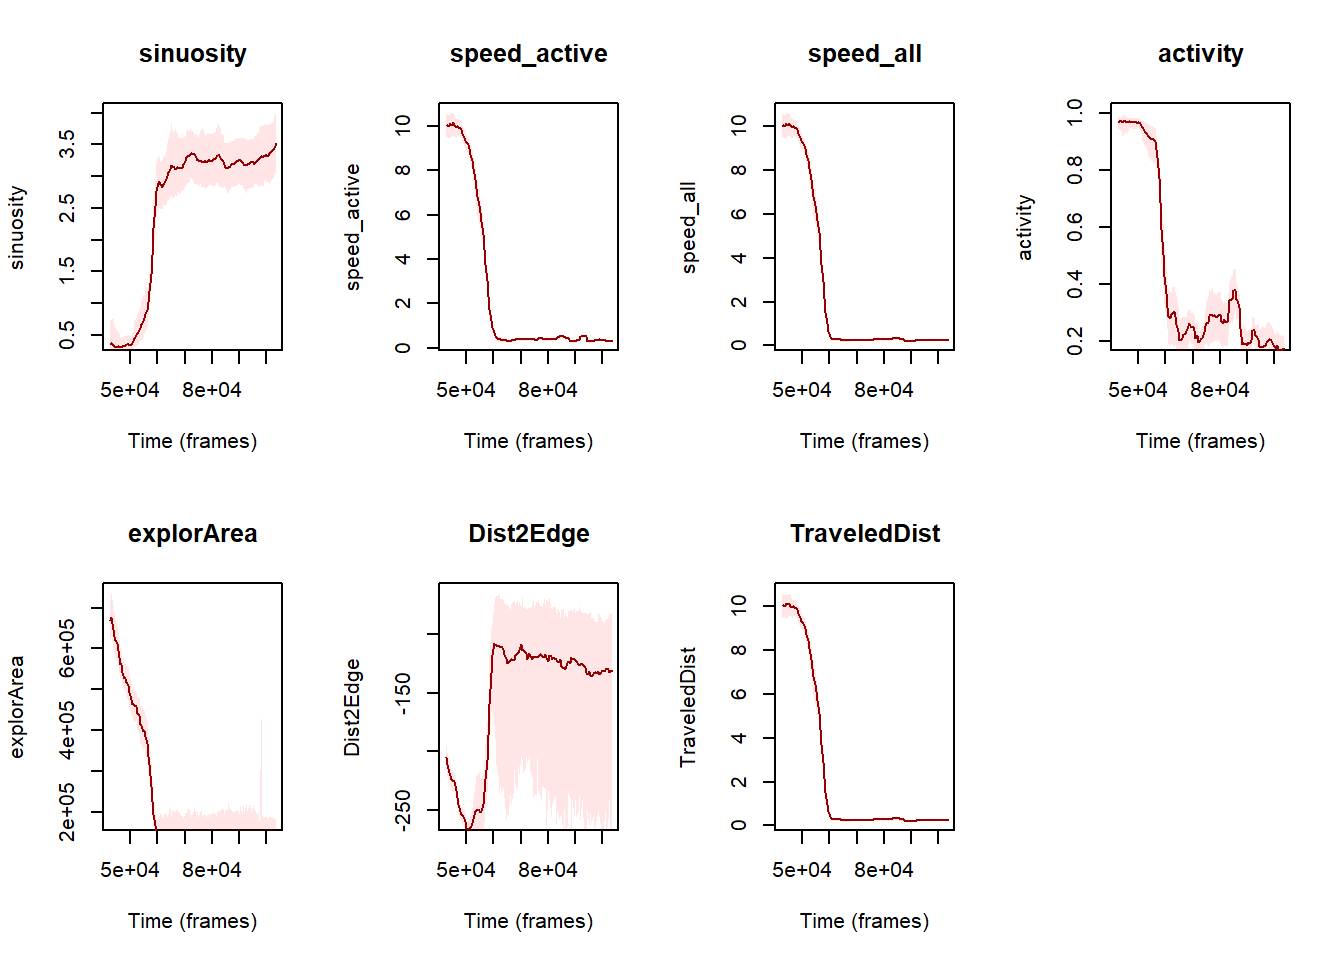 sinuosity
sinuosity
0.5
1.5
2.5
3.5
5e+04
8e+04
Time (frames)
speed_active
speed_active
0
2
4
6
8
10
5e+04
8e+04
Time (frames)
speed_all
speed_all
0
2
4
6
8
10
5e+04
8e+04
Time (frames)
activity
activity
0.2
0.4
0.6
0.8
1.0
5e+04
8e+04
Time (frames)
explorArea
explorArea
2e+05
4e+05
6e+05
5e+04
8e+04
Time (frames)
Dist2Edge
Dist2Edge
-250
-150
5e+04
8e+04
Time (frames)
TraveledDist
TraveledDist
0
2
4
6
8
10
5e+04
8e+04
Time (frames)